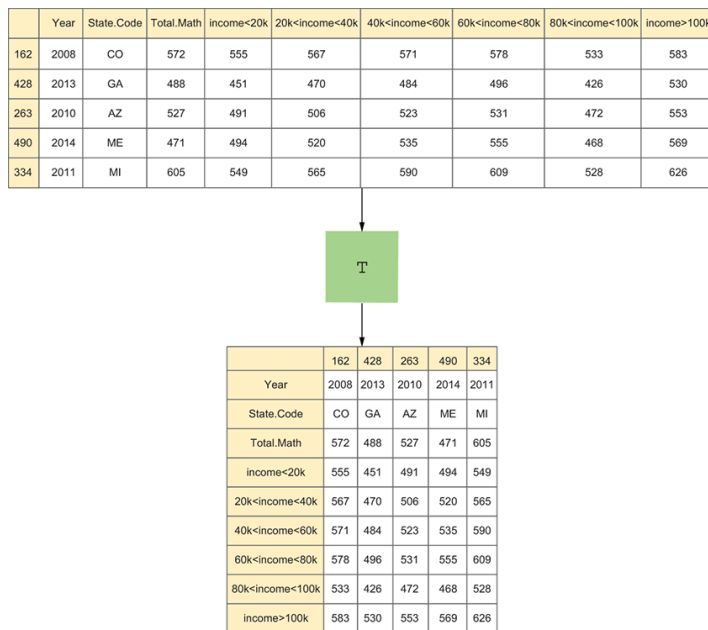 Year State.Code Total.Math income<20k 20k<income<40k 40k<income<60k 60k<income<80k 80k<income<100k income>100k
162 2008 CO 572 555 567 571 578 533 583
428 2013 GA 488 451 470 484 496 426 530
263 2010 AZ 527 491 506 523 531 472 553
490 2014 ME 471 494 520 535 555 468 569
334 2011 MI 605 549 565 590 609 528 626
T
162 428 263 490 334
Year 2008 2013 2010 2014 2011
State.Code CO GA AZ ME MI
Total.Math 572 488 527 471 605
income<20k 555 451 491 494 549
20k<income<40k 567 470 506 520 565
40k<income<60k 571 484 523 535 590
60k<income<80k 578 496 531 555 609
80k<income<100k 533 426 472 468 528
income>100k 583 530 553 569 626